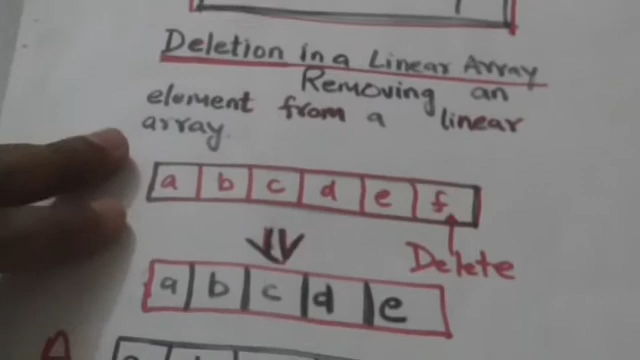 Deletion in a Linear Array
Removing an
element from a linear
array.
a b c d e f
Delete
a b c d e
A